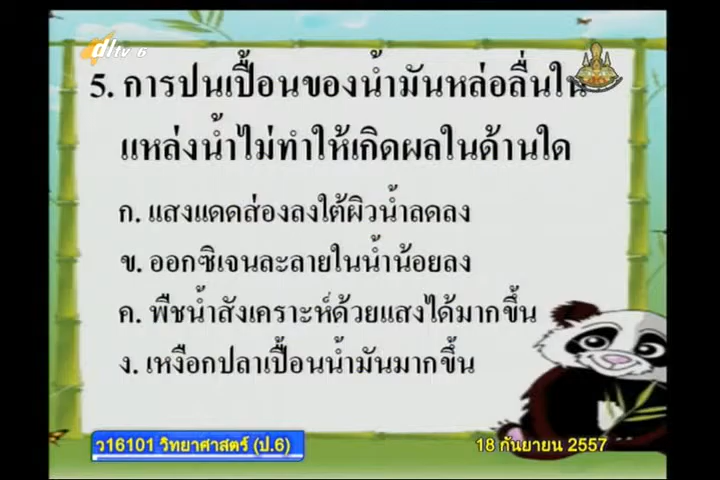 dltv 6
5. การปนเปื้อนของน้ำมันหล่อลื่นใน
แหล่งน้ำไม่ทำให้เกิดผลในด้านใด
ก. แสงแดดส่องลงใต้ผิวน้ำลดลง
ข. ออกซิเจนละลายในน้ำน้อยลง
ค. พืชน้ำสังเคราะห์ด้วยแสงได้มากขึ้น
ง. เหงือกปลาเปื้อนน้ำมันมากขึ้น
ว16101 วิทยาศาสตร์ (ป.6)
18 กันยายน 2557